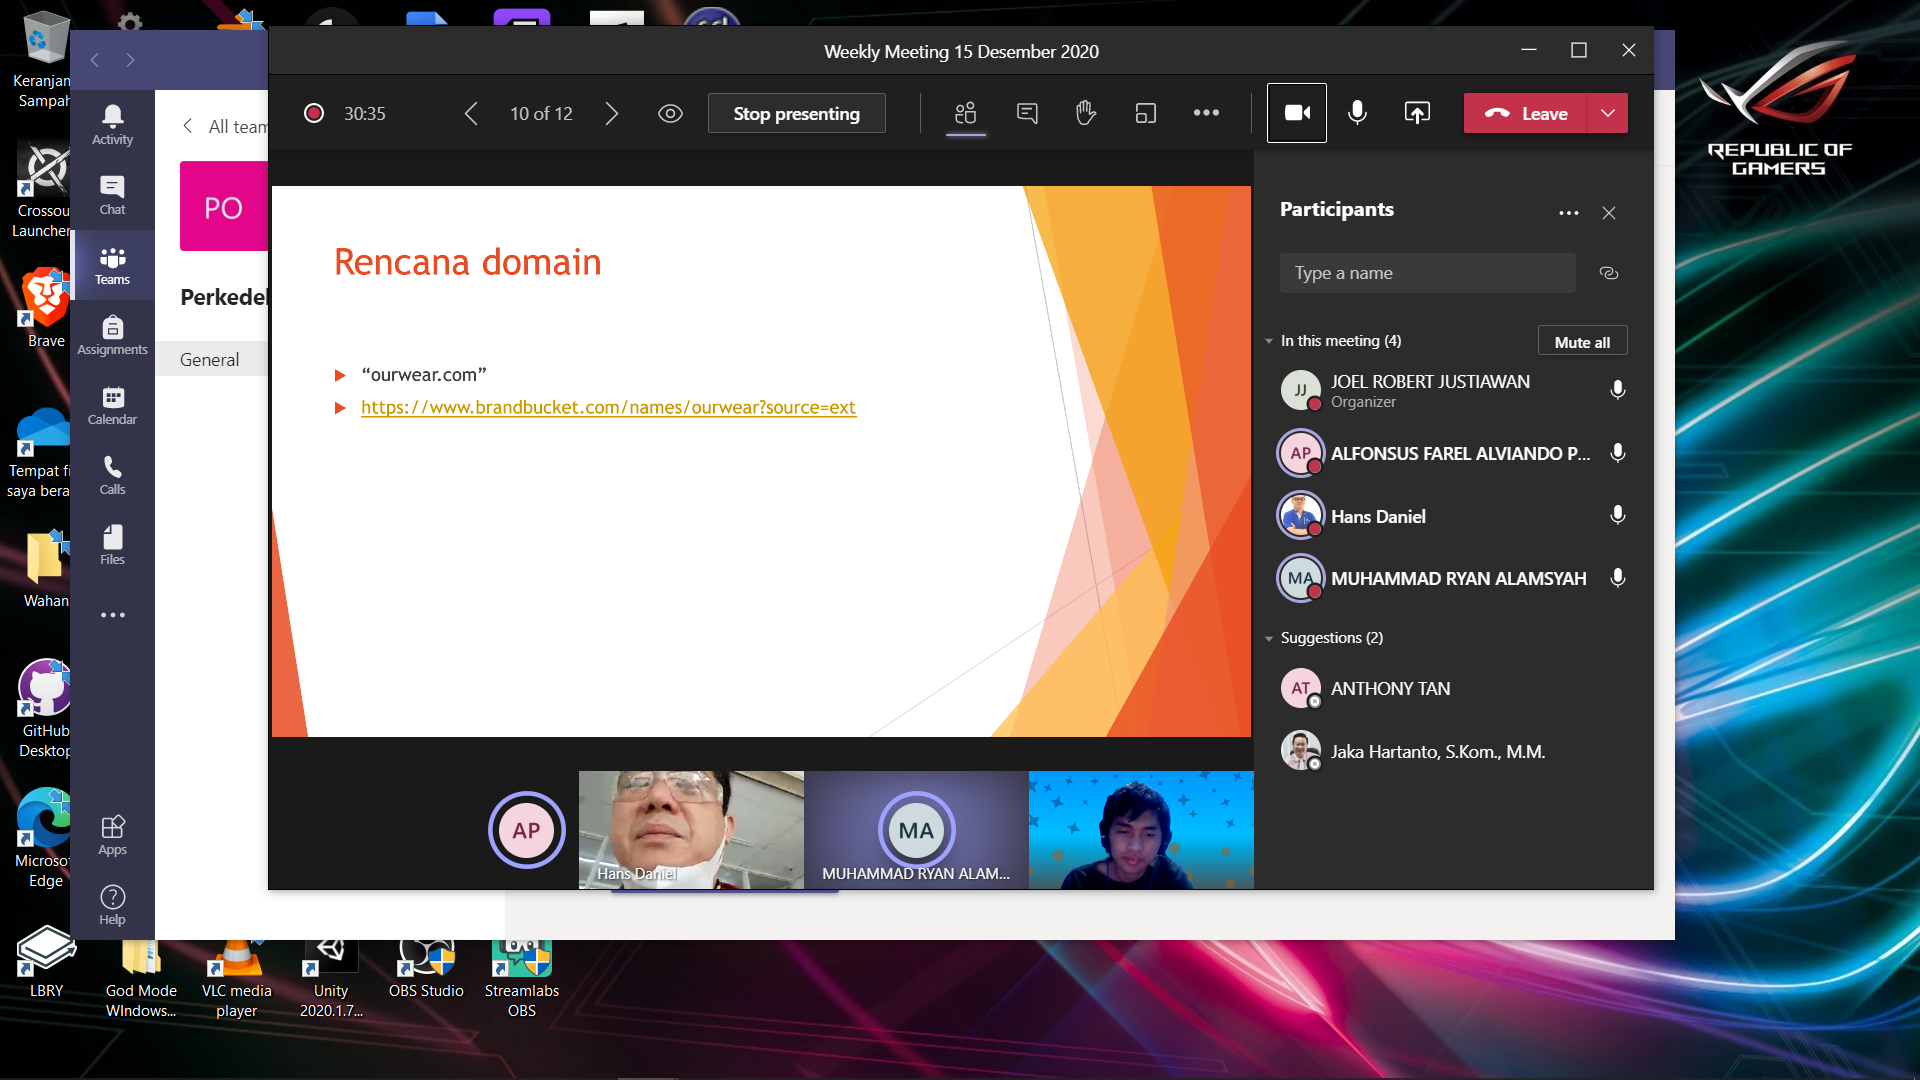 Weekly Meeting 15 Desember 2020
30:35
10 of 12
Stop presenting
Leave
REPUBLIC OF
GAMERS
Keranjan
Sampah
Crossou
Launcher
Brave
Tempat fi
saya bera
Wahan
GitHub
Desktop
Microsof
Edge
LBRY
God Mode
WIndows...
VLC media
player
Unity
2020.1.7...
OBS Studio
Streamlabs
OBS
Activity
Chat
Teams
Assignments
Calendar
Calls
Files
Apps
Help
All team
PO
Perkedel
General
Rencana domain
“ourwear.com”
https://www.brandbucket.com/names/ourwear?source=ext
Participants
Type a name
In this meeting (4)
Mute all
JJ
JOEL ROBERT JUSTIAWAN
Organizer
AP
ALFONSUS FAREL ALVIANDO P...
Hans Daniel
MA
MUHAMMAD RYAN ALAMSYAH
Suggestions (2)
AT
ANTHONY TAN
Jaka Hartanto, S.Kom., M.M.
AP
Hans Daniel
MA
MUHAMMAD RYAN ALAM...